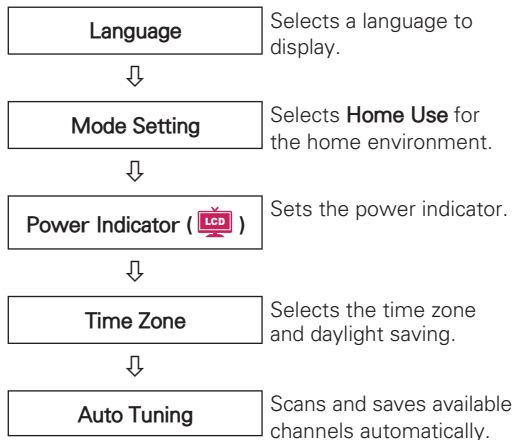 Language
Selects a language to
display.
Mode Setting
Selects Home Use for
the home environment.
Power Indicator ( LCD )
Sets the power indicator.
Time Zone
Selects the time zone
and daylight saving.
Auto Tuning
Scans and saves available
channels automatically.